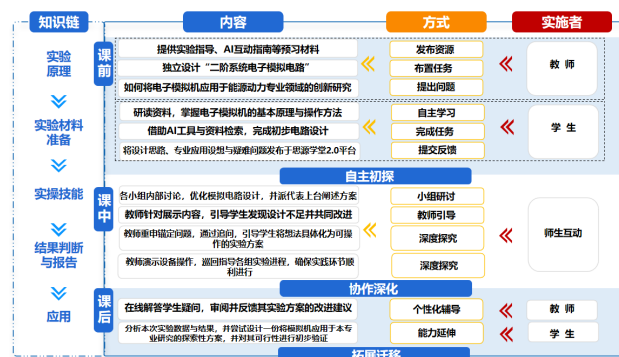 知识链
内容
方式
实施者
实验
原理
实验材料
准备
实操技能
结果判断
与报告
应用
课
前
提供实验指导、AI互动指南等预习材料
发布资源
独立设计“二阶系统电子模拟电路”
布置任务
教 师
如何将电子模拟机应用于能源动力专业领域的创新研究
提出问题
研读资料，掌握电子模拟机的基本原理与操作方法
自主学习
借助AI工具与资料检索，完成初步电路设计
完成任务
学 生
将设计思路、专业应用设想与疑难问题发布于思源学堂2.0平台
提交反馈
自主初探
课
中
各小组内部讨论，优化模拟电路设计，并派代表上台阐述方案
小组研讨
教师针对展示内容，引导学生发现设计不足并共同改进
教师引导
教师重申锚定问题，通过追问，引导学生将想法具体化为可操
作的实验方案
深度探究
师生互动
教师演示设备操作，巡回指导各组实验进程，确保实践环节顺
利进行
深度探究
协作深化
课
后
在线解答学生疑问，审阅并反馈其实验方案的改进建议
个性化辅导
教 师
分析本次实验数据与结果，并尝试设计一份将模拟机应用于本专
业研究的探索性方案，并对其可行性进行初步验证
能力延伸
学 生
拓展迁移